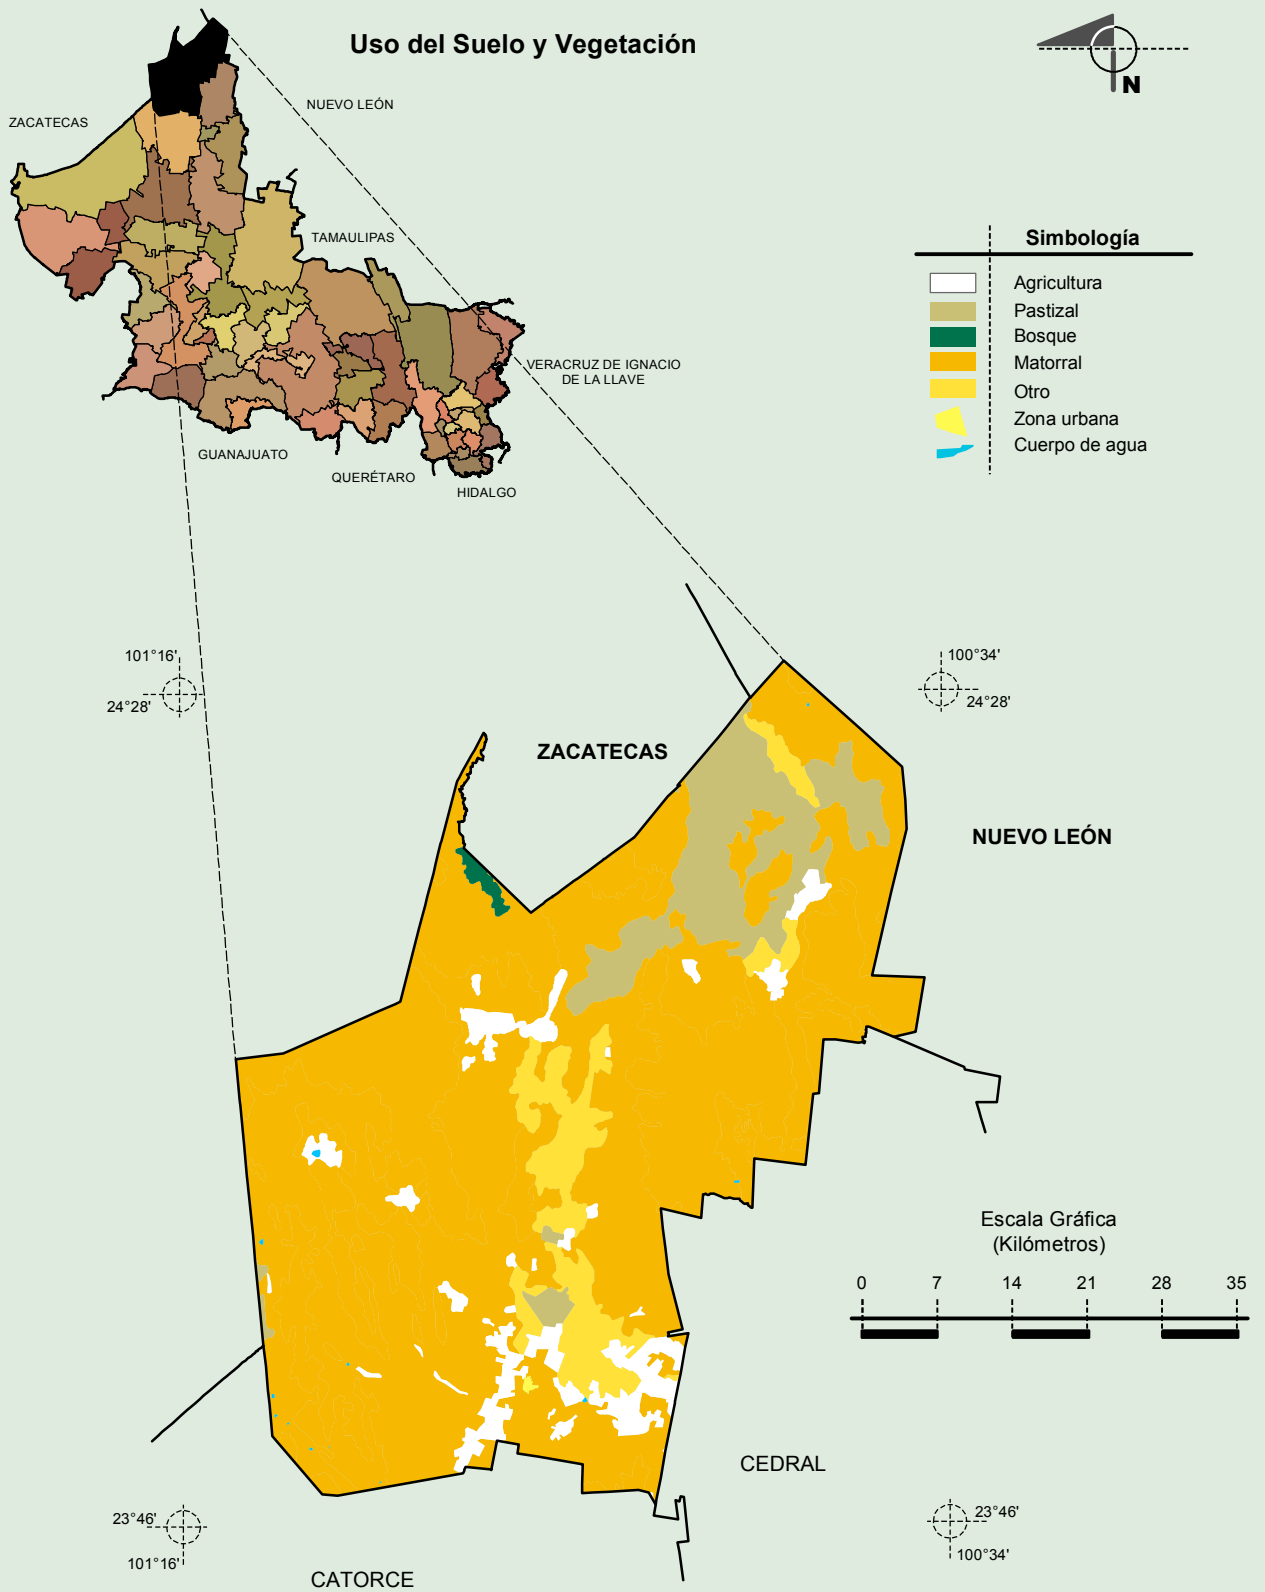 Uso del Suelo y Vegetación
N
NUEVO LEÓN
ZACATECAS
TAMAULIPAS
VERACRUZ DE IGNACIO
DE LA LLAVE
GUANAJUATO
QUERÉTARO
HIDALGO
Simbología
Agricultura
Pastizal
Bosque
Matorral
Otro
Zona urbana
Cuerpo de agua
101°16'
24°28'
100°34'
24°28'
ZACATECAS
NUEVO LEÓN
Escala Gráfica
(Kilómetros)
0 7 14 21 28 35
CEDRAL
23°46'
101°16'
23°46'
100°34'
CATORCE